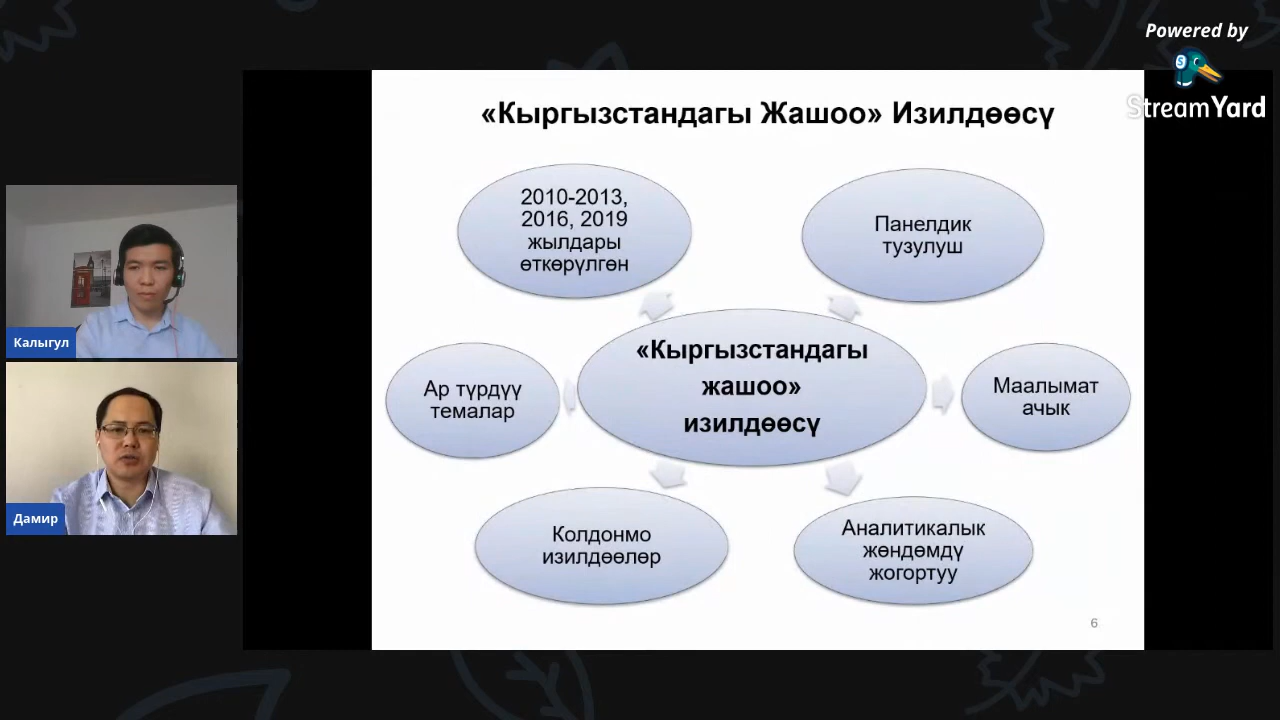 Powered by
StreamYard
«Кыргызстандагы Жашоо» Изилдөөсү
2010-2013,
2016, 2019
жылдары
өткөрүлгөн
Панелдик
тузулуш
«Кыргызстандагы
жашоо»
изилдөөсү
Ар түрдүү
темалар
Маалымат
ачык
Колдонмо
изилдөөлөр
Аналитикалык
жөндөмдү
жогортуу
6
Калыгул
Дамир